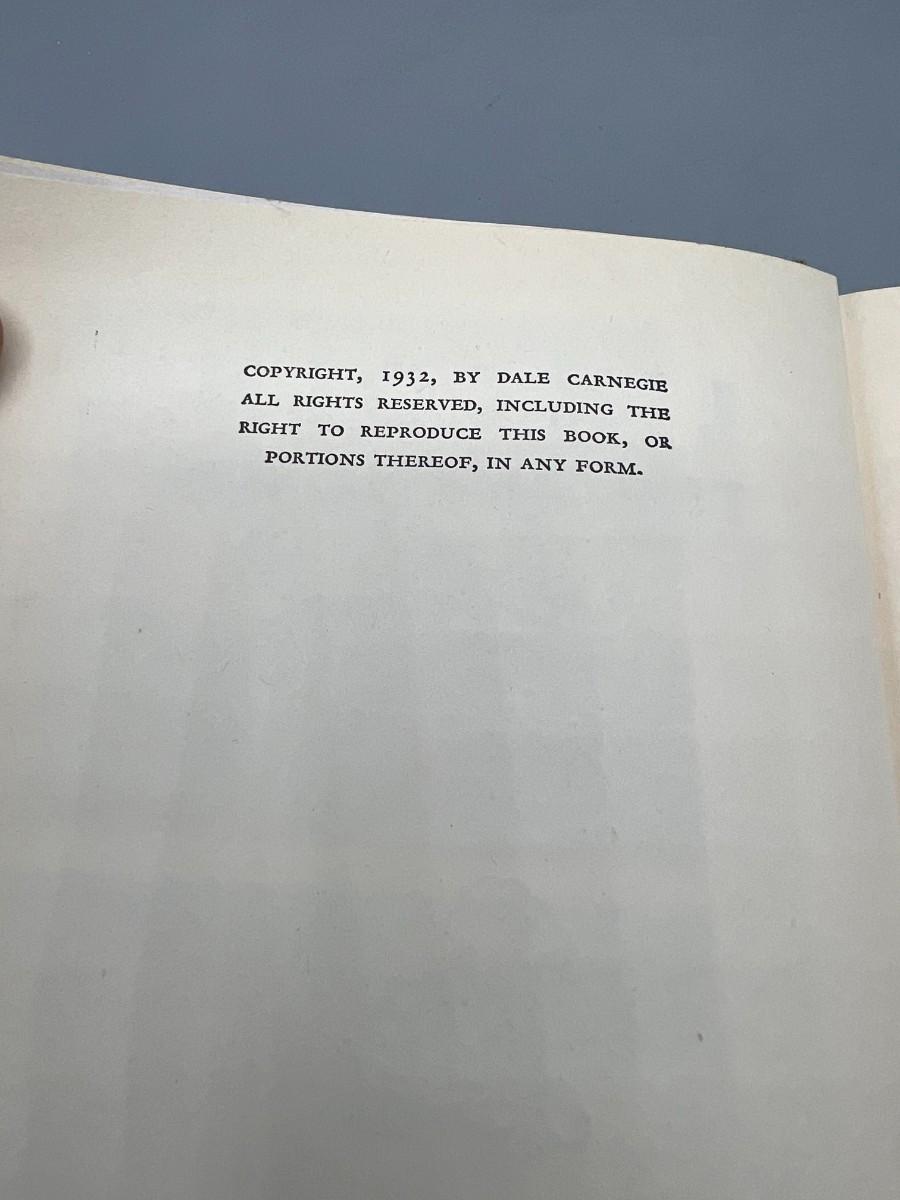 COPYRIGHT, 1932, BY DALE CARNEGIE
ALL RIGHTS RESERVED, INCLUDING THE
RIGHT TO REPRODUCE THIS BOOK, OR
PORTIONS THEREOF, IN ANY FORM.